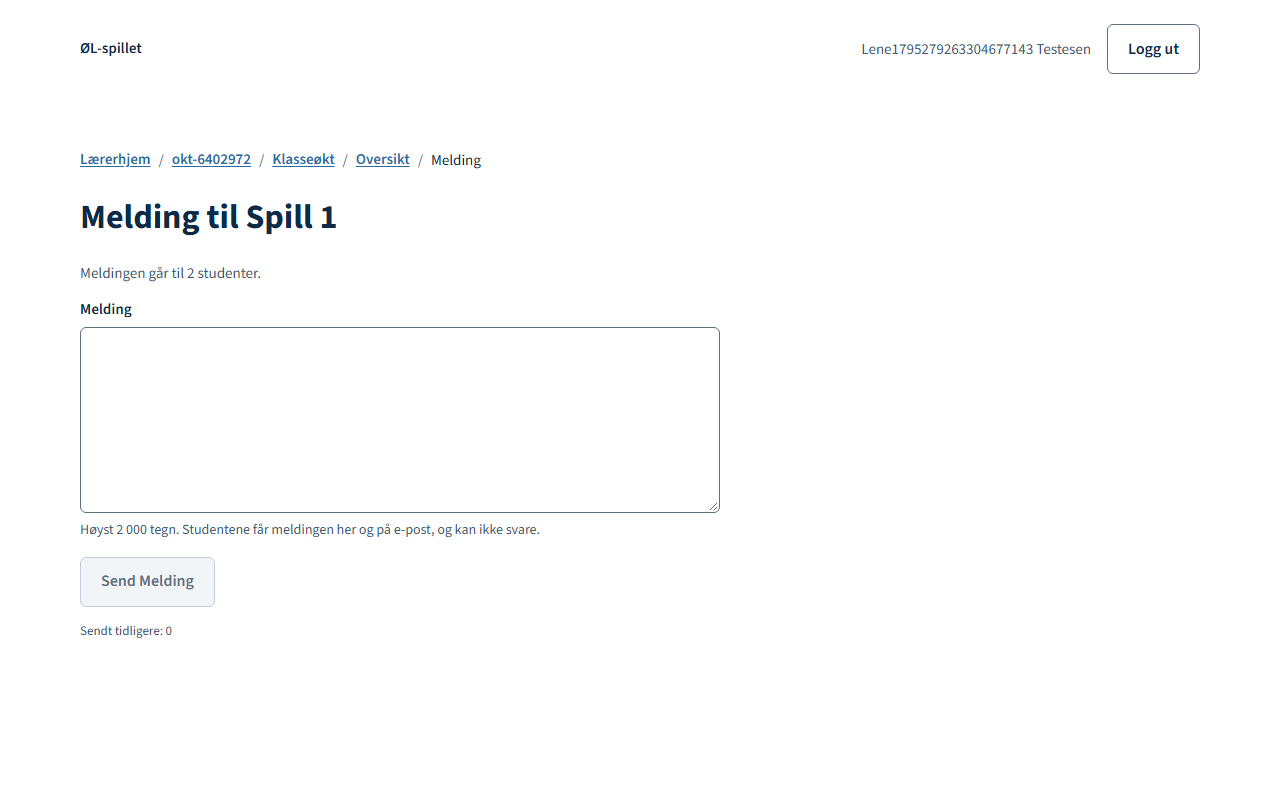 ØL-spillet
Lene1795279263304677143 Testesen
Logg ut
Lærerhjem / okt-6402972 / Klasseøkt / Oversikt / Melding
Melding til Spill 1
Meldingen går til 2 studenter.
Melding
Høyst 2 000 tegn. Studentene får meldingen her og på e-post, og kan ikke svare.
Send Melding
Sendt tidligere: 0